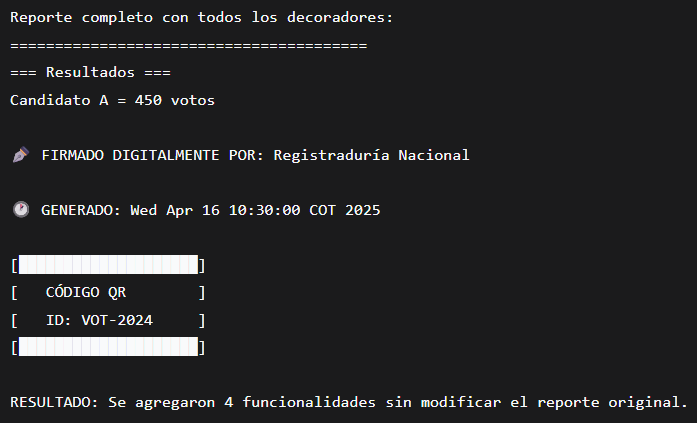 Reporte completo con todos los decoradores:
========================================
=== Resultados ===
Candidato A = 450 votos
FIRMADO DIGITALMENTE POR: Registraduría Nacional
GENERADO: Wed Apr 16 10:30:00 COT 2025
[████████████████████]
[   CÓDIGO QR        ]
[   ID: VOT-2024     ]
[████████████████████]
RESULTADO: Se agregaron 4 funcionalidades sin modificar el reporte original.